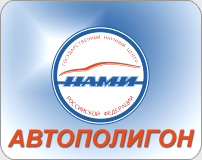 ГОСУДАРСТВЕННЫЙ НАУЧНЫЙ ЦЕНТР
НАМИ
РОССИЙСКОЙ ФЕДЕРАЦИИ
АВТОПОЛИГОН